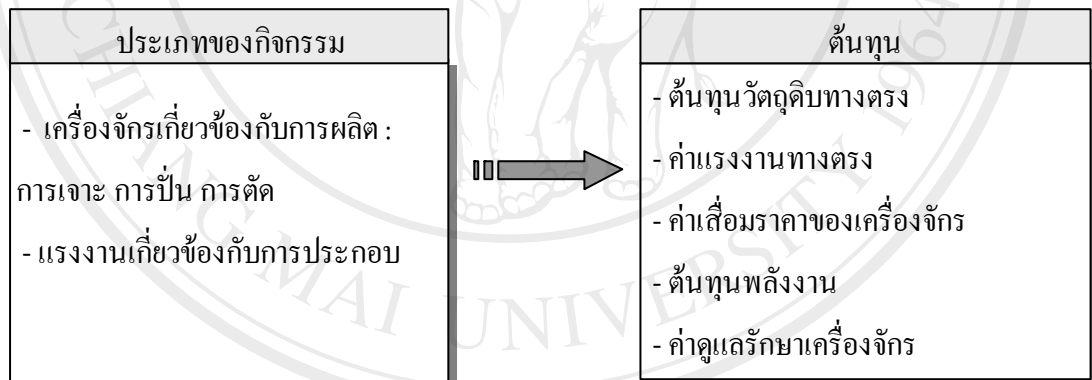 ประเภทของกิจกรรม
- เครื่องจักรเกี่ยวข้องกับการผลิต :
การเจาะ การปั่น การตัด
- แรงงานเกี่ยวข้องกับการประกอบ
ต้นทุน
- ต้นทุนวัตถุดิบทางตรง
- ค่าแรงงานทางตรง
- ค่าเสื่อมราคาของเครื่องจักร
- ต้นทุนพลังงาน
- ค่าดูแลรักษาเครื่องจักร
CHIANG MAI UNIVERSITY 1964